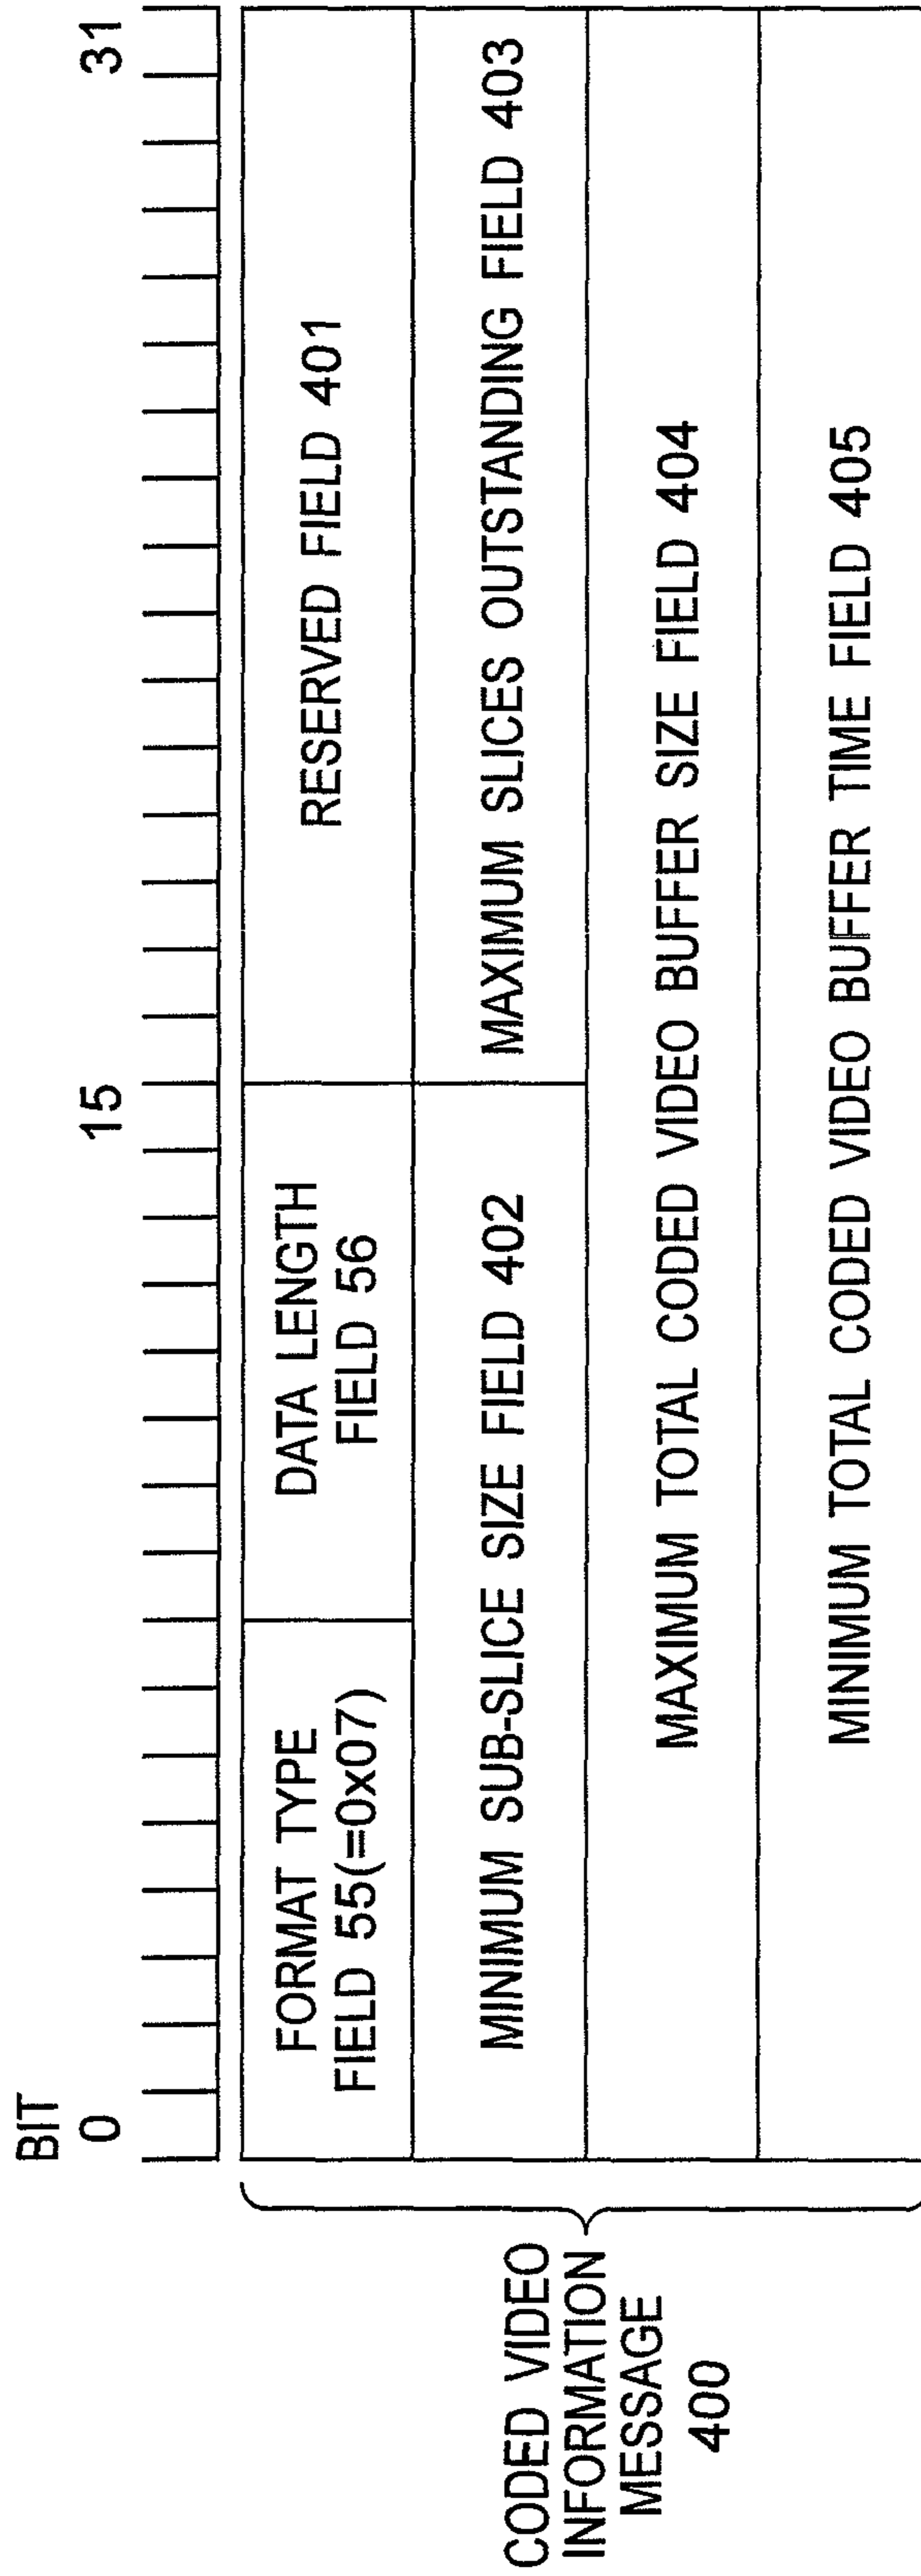 BIT
0 15 31
CODED VIDEO
INFORMATION
MESSAGE
400
FORMAT TYPE
FIELD 55(=0x07)
DATA LENGTH
FIELD 56
RESERVED FIELD 401
MINIMUM SUB-SLICE SIZE FIELD 402
MAXIMUM SLICES OUTSTANDING FIELD 403
MAXIMUM TOTAL CODED VIDEO BUFFER SIZE FIELD 404
MINIMUM TOTAL CODED VIDEO BUFFER TIME FIELD 405